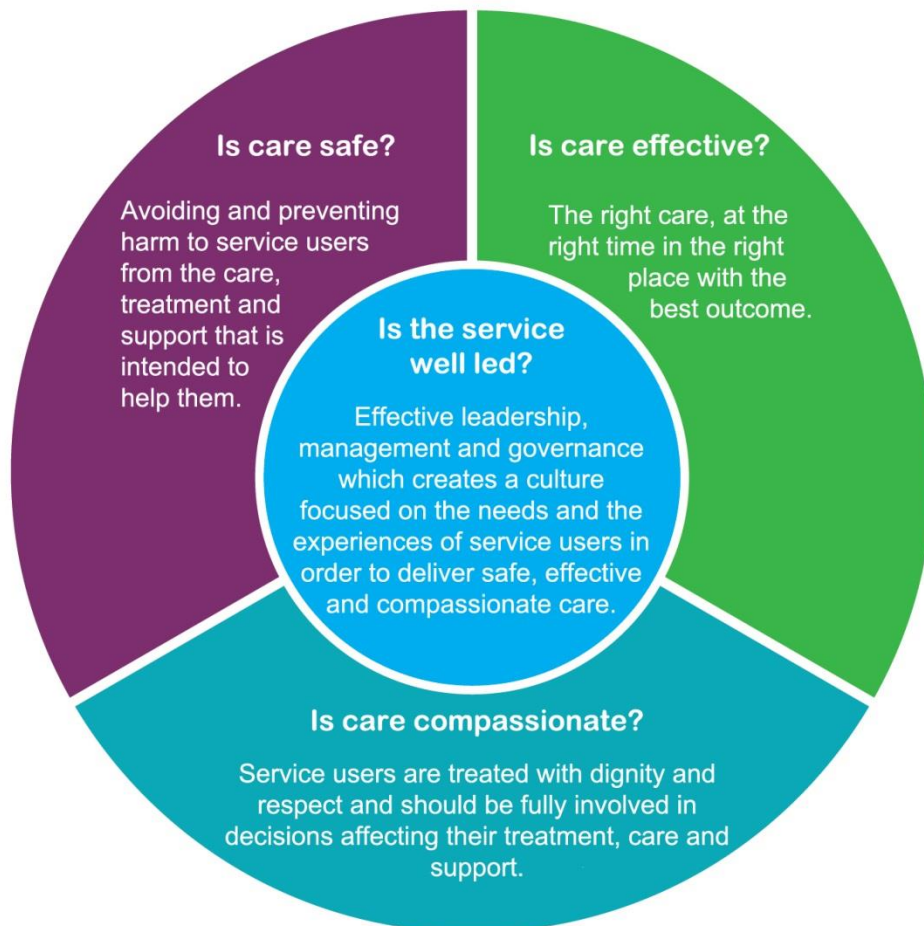 Is care safe?
Avoiding and preventing
harm to service users
from the care,
treatment and
support that is
intended to
help them.
Is care effective?
The right care, at the
right time in the right
place with the
best outcome.
Is the service
well led?
Effective leadership,
management and governance
which creates a culture
focused on the needs and the
experiences of service users in
order to deliver safe, effective
and compassionate care.
Is care compassionate?
Service users are treated with dignity and
respect and should be fully involved in
decisions affecting their treatment, care and
support.